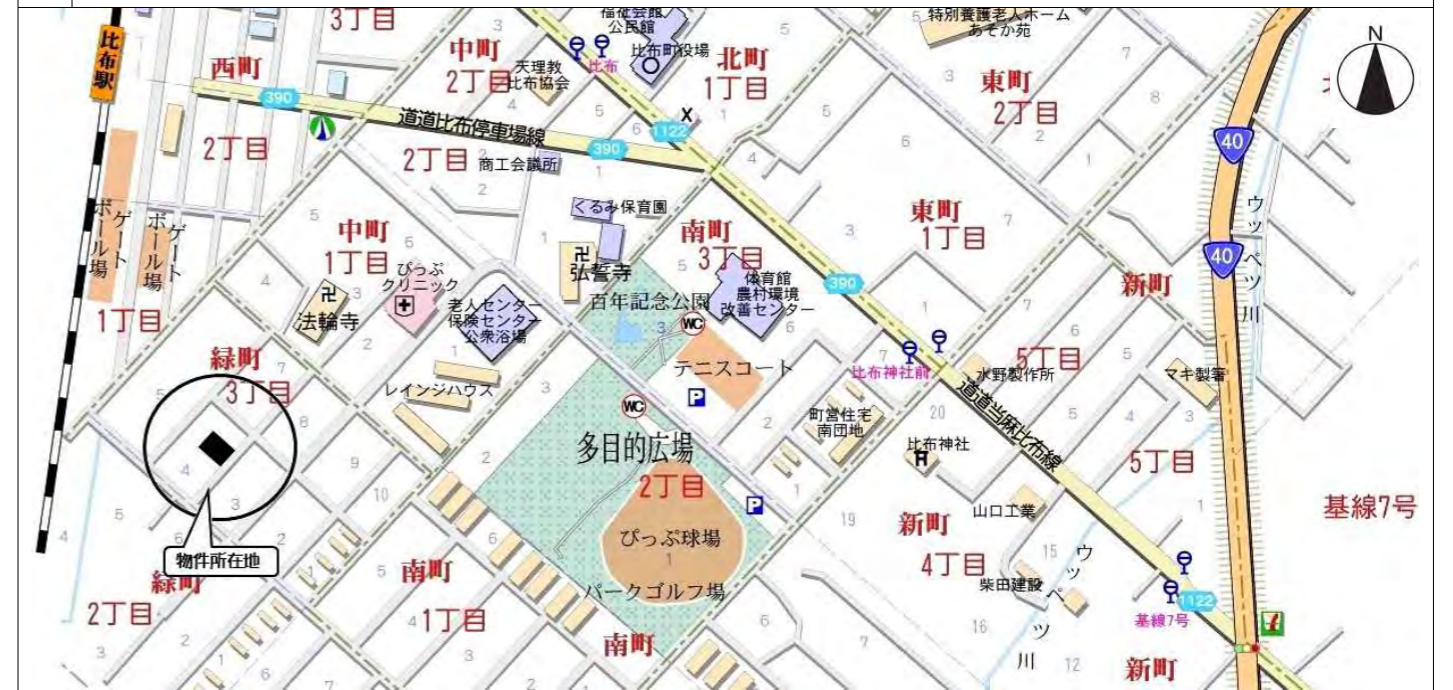 3丁目
福祉会館
公民館
特別養護老人ホーム
あそか苑
N
比布駅
西町
中町
2丁目
天理教
比布協会
比布
比布町役場
北町
1丁目
東町
2丁目
390
道道比布停車場線
390
1122
X
40
2丁目
2丁目
商工会議所
くるみ保育園
ゲート
ボール場
ゲート
ボール場
中町
1丁目
弘誓寺
南町
3丁目
東町
1丁目
ウッペツ川
40
新町
ぴっぷ
クリニック
百年記念公園
体育館
農村環境
改善センター
390
法輪寺
老人センター
保険センター
公衆浴場
WC
1丁目
緑町
3丁目
レインジハウス
テニスコート
P
比布神社前
水野製作所
5丁目
マキ製箸
WC
多目的広場
町営住宅
南団地
道道当麻比布線
比布神社
2丁目
P
5丁目
物件所在地
ぴっぷ球場
新町
4丁目
山口工業
基線7号
緑町
2丁目
南町
1丁目
パークゴルフ場
柴田建設
ウッペツ川
1122
基線7号
南町
新町